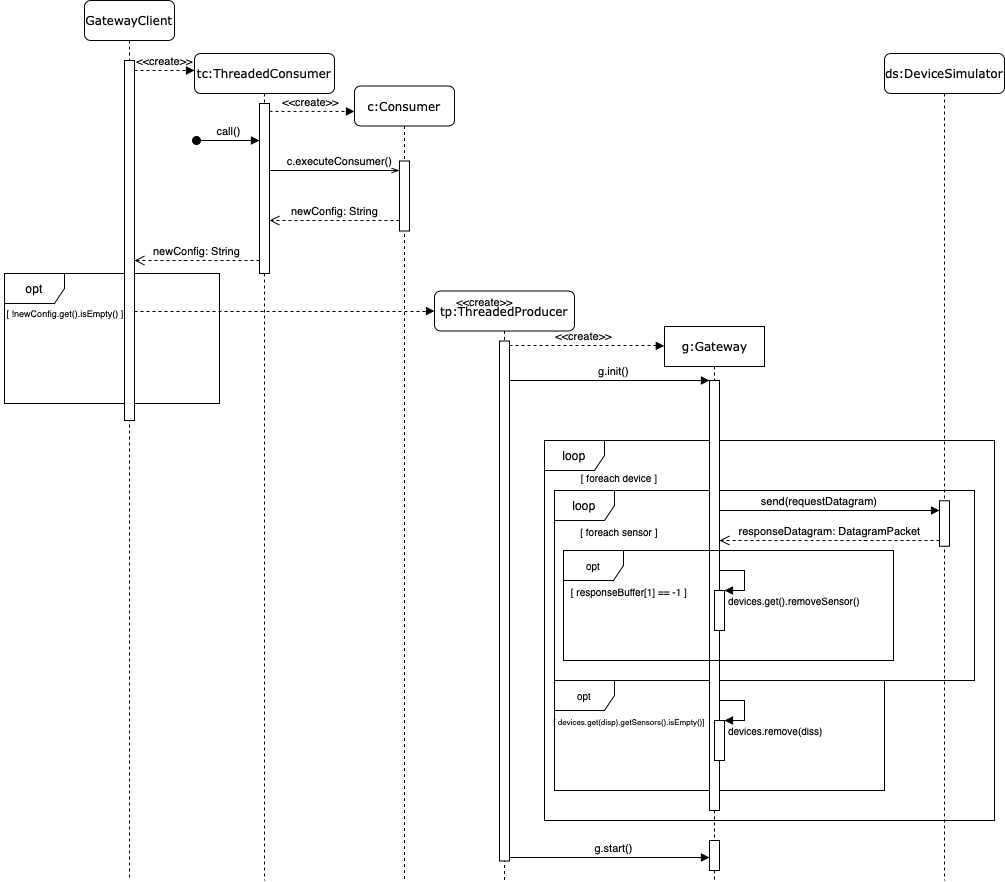 GatewayClient
<<create>>
tc:ThreadedConsumer
ds:DeviceSimulator
<<create>>
c:Consumer
call()
c.executeConsumer()
newConfig: String
newConfig: String
opt
[ !newConfig.get().isEmpty() ]
<<create>>
tp:ThreadedProducer
<<create>>
g:Gateway
g.init()
loop
[ foreach device ]
loop
send(requestDatagram)
[ foreach sensor ]
responseDatagram: DatagramPacket
opt
[ responseBuffer[1] == -1 ]
devices.get().removeSensor()
opt
[ devices.get(disp).getSensors().isEmpty()]
devices.remove(diss)
g.start()